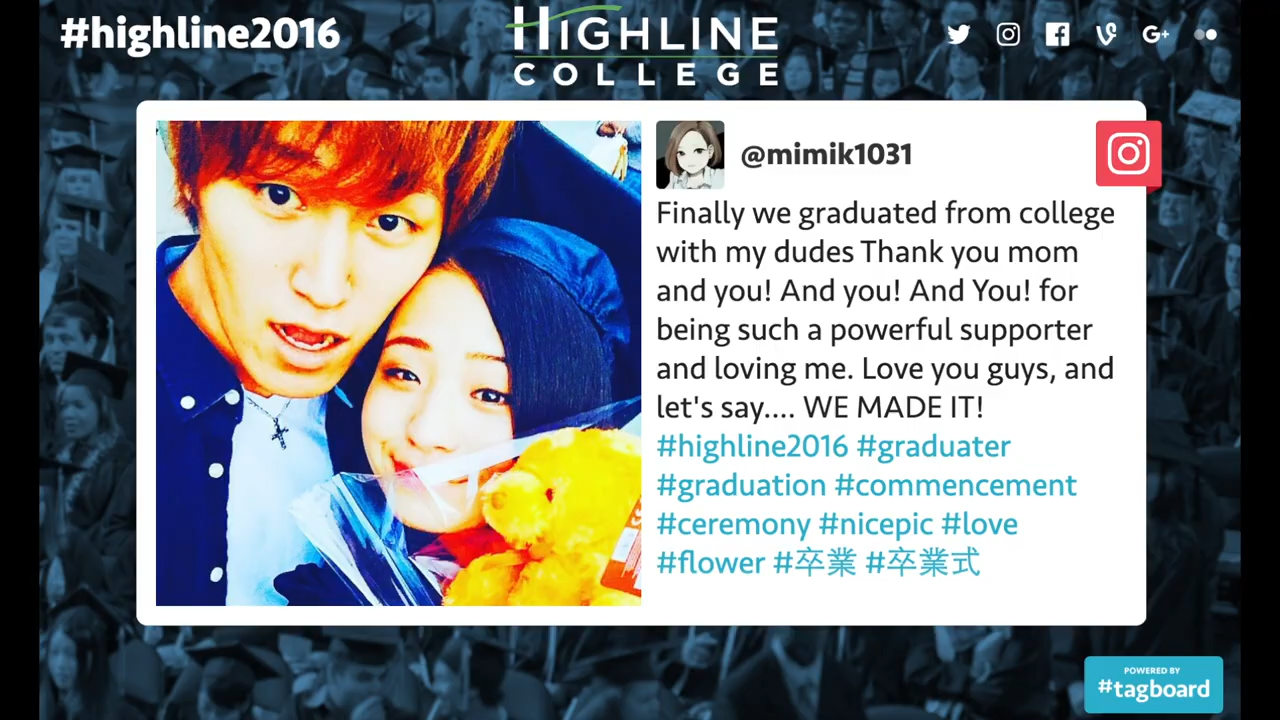 #highline2016
HIGHLINE
COLLEGE
@mimik1031
Finally we graduated from college
with my dudes Thank you mom
and you! And you! And You! for
being such a powerful supporter
and loving me. Love you guys, and
let's say.... WE MADE IT!
#highline2016 #graduater
#graduation #commencement
#ceremony #nicepic #love
#flower #卒業 #卒業式
POWERED BY
#tagboard